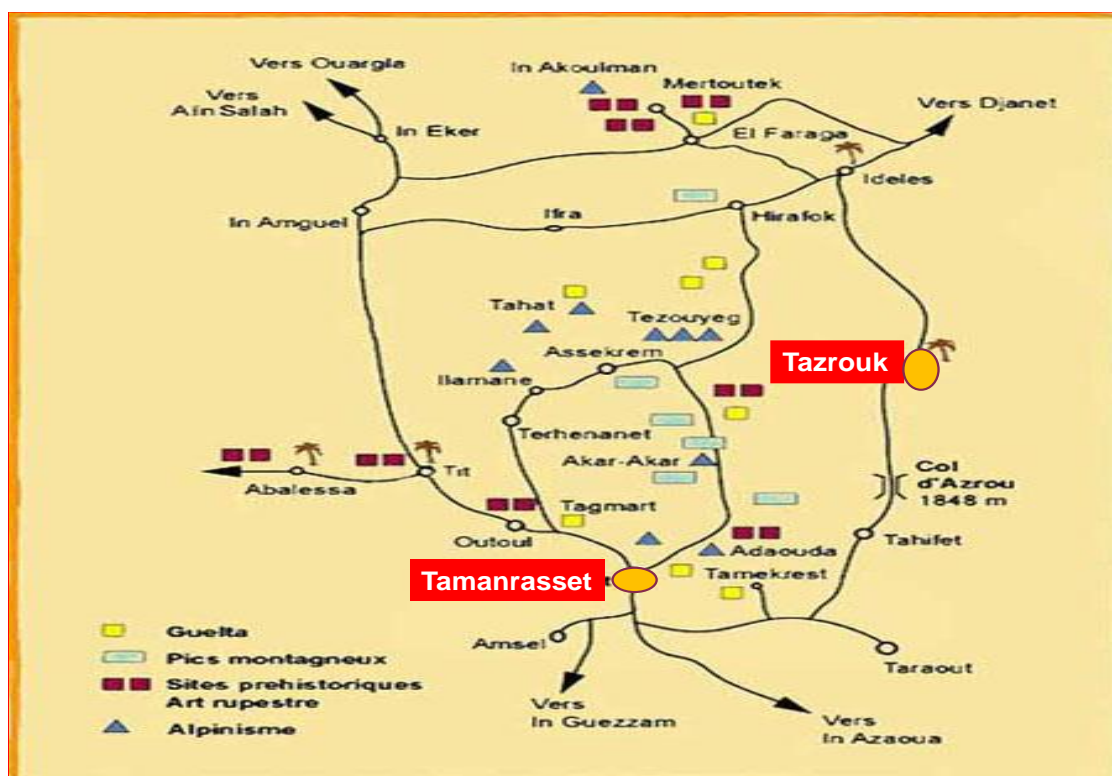 Vers Ouargla
In Akoulman
Mertoutek
Vers
Ain Salah
Vers Djanet
In Eker
El Faraga
Ideles
In Amguel
Ifra
Hirafok
Tahat
Tezouyeg
Assekrem
Tazrouk
Ilamane
Terhenanet
Akar-Akar
Tit
Abalessa
Col
d'Azrou
1848 m
Tagmart
Outoul
Adaouda
Tahifet
Tamanrasset
t
Tamekrest
Guelta
Amsel
Taraout
Pics montagneux
Sites prehistoriques
Art rupestre
Vers
In Guezzam
Vers
In Azaoua
Alpinisme